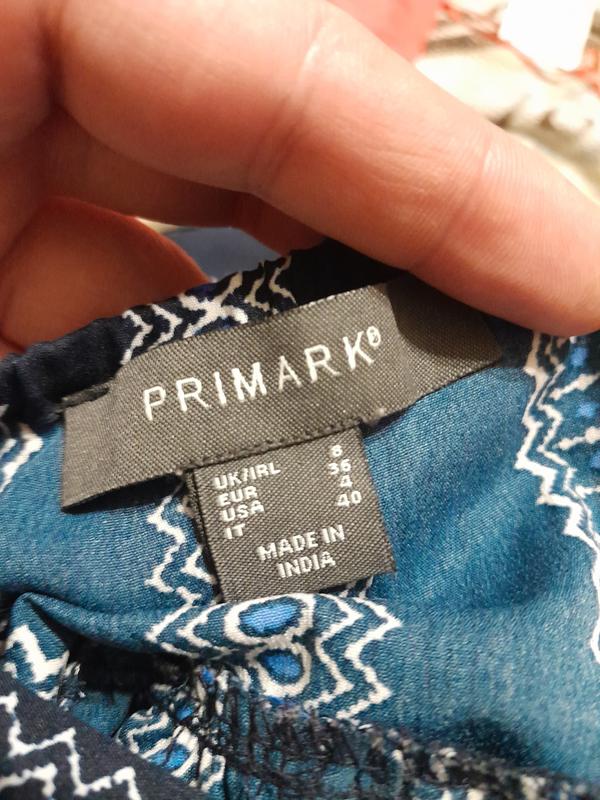 PRIMARK®
UK/IRL 8
EUR 36
USA 4
IT 40
MADE IN
INDIA